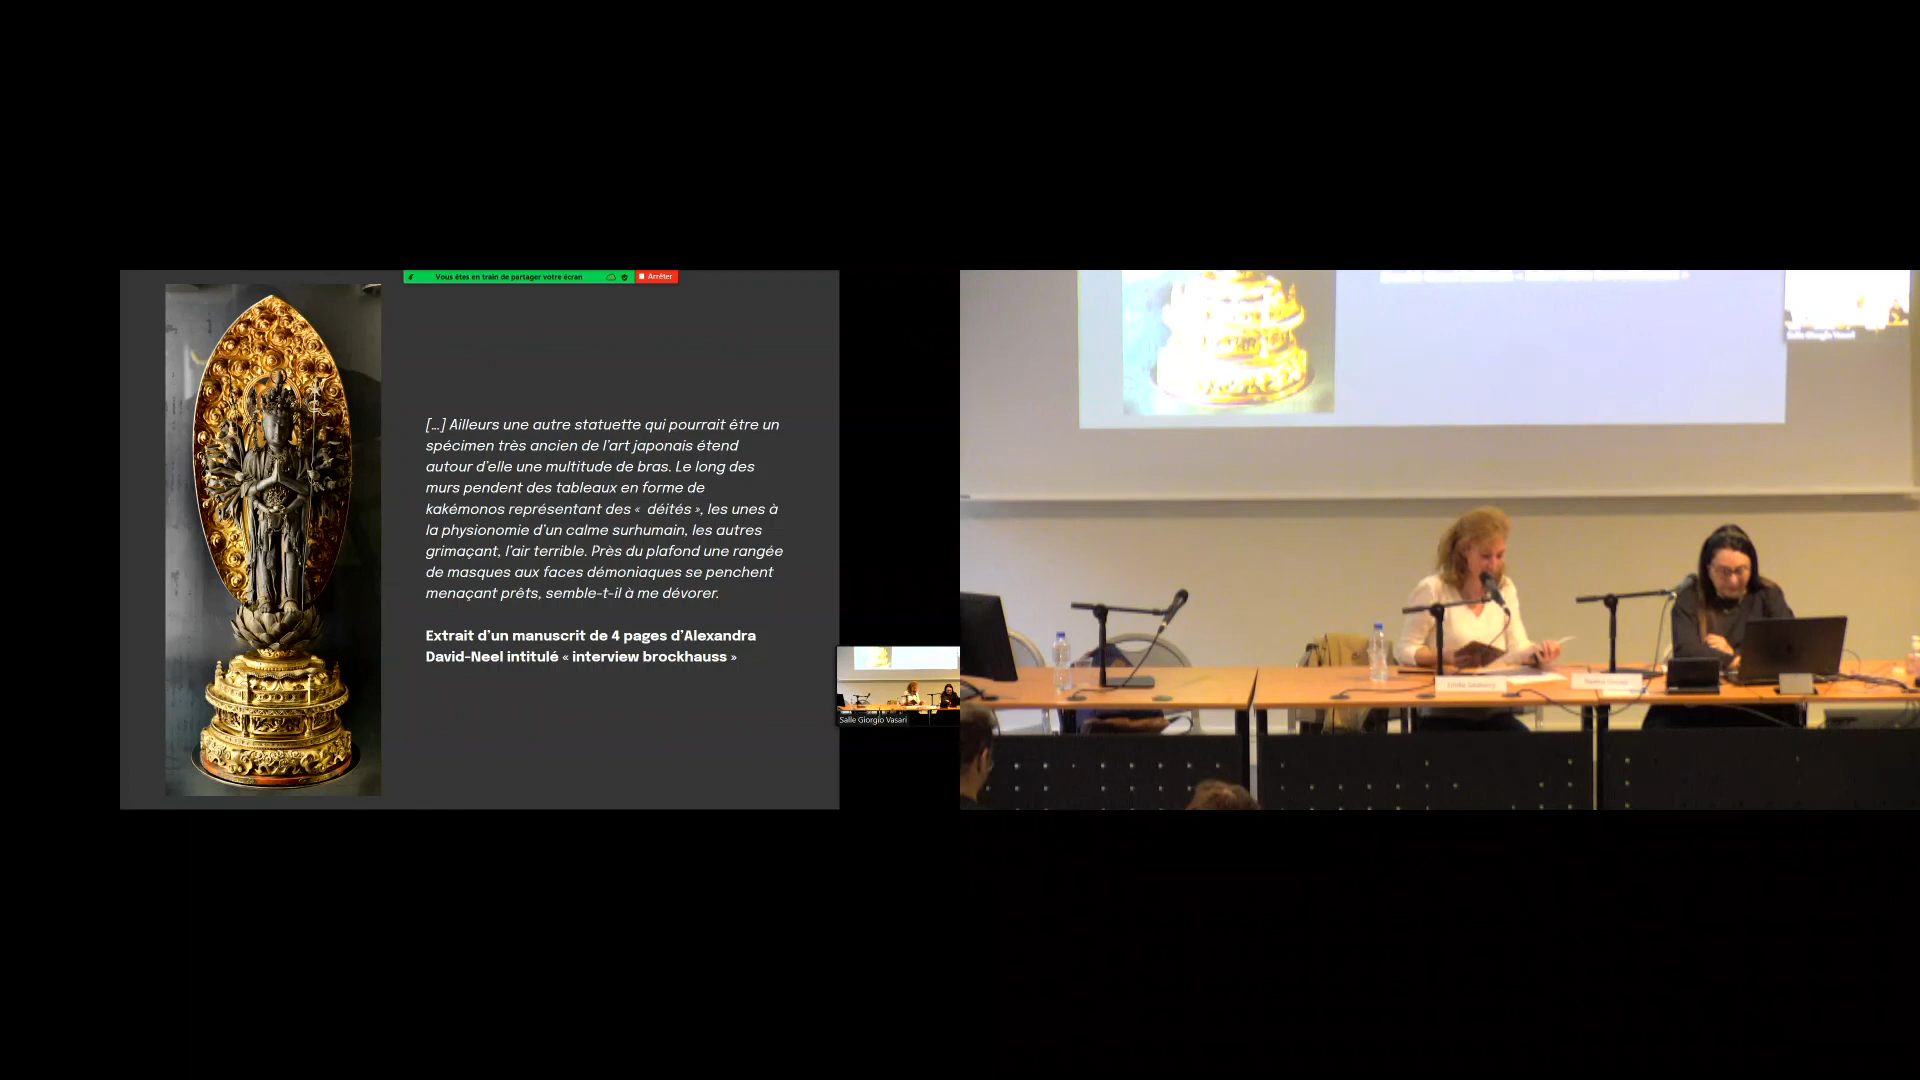 Vous êtes en train de partager votre écran
Arrêter
[...] Ailleurs une autre statuette qui pourrait être un
spécimen très ancien de l'art japonais étend
autour d'elle une multitude de bras. Le long des
murs pendent des tableaux en forme de
kakémonos représentant des «  déités », les unes à
la physionomie d'un calme surhumain, les autres
grimaçant, l'air terrible. Près du plafond une rangée
de masques aux faces démoniaques se penchent
menaçant prêts, semble-t-il à me dévorer.
Extrait d'un manuscrit de 4 pages d'Alexandra
David-Neel intitulé « interview brockhauss »
Salle Giorgio Vasari
Salle Giorgio Vasari